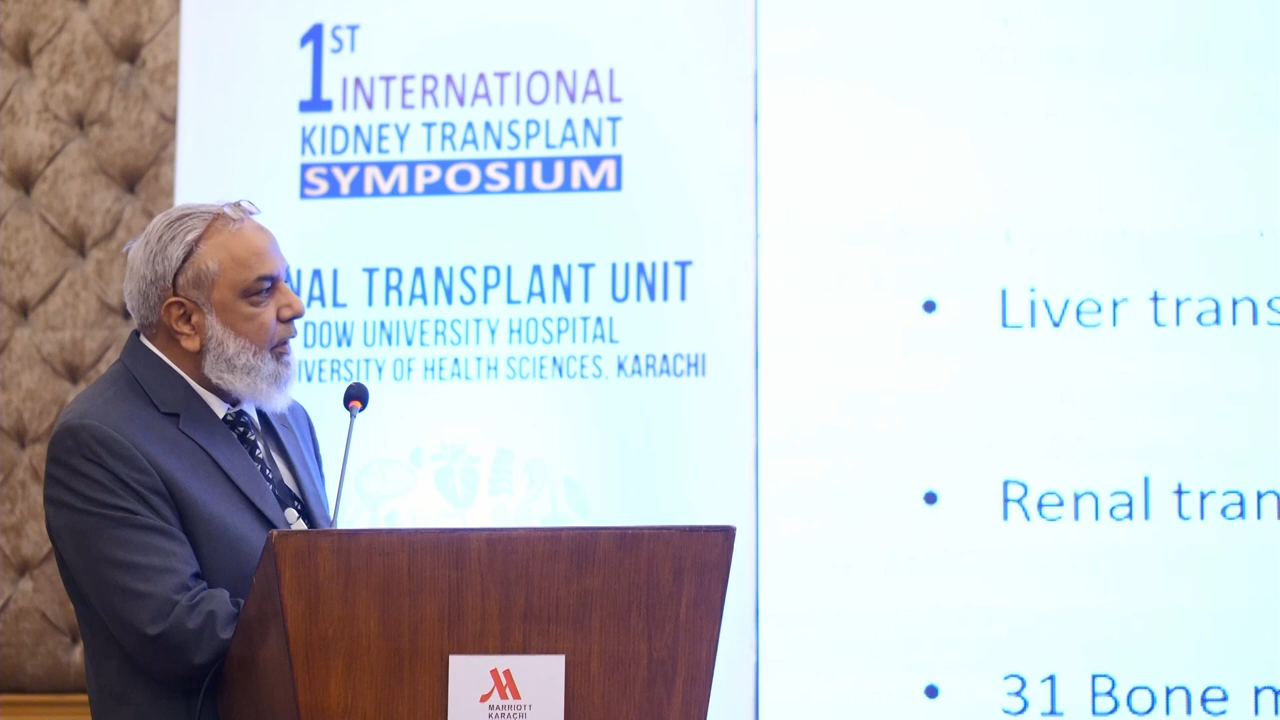 1ST
INTERNATIONAL
KIDNEY TRANSPLANT
SYMPOSIUM
NAL TRANSPLANT UNIT
DOW UNIVERSITY HOSPITAL
IVERSITY OF HEALTH SCIENCES. KARACHI
• Liver trans
• Renal tran
• 31 Bone m
MARRIOTT
KARACHI